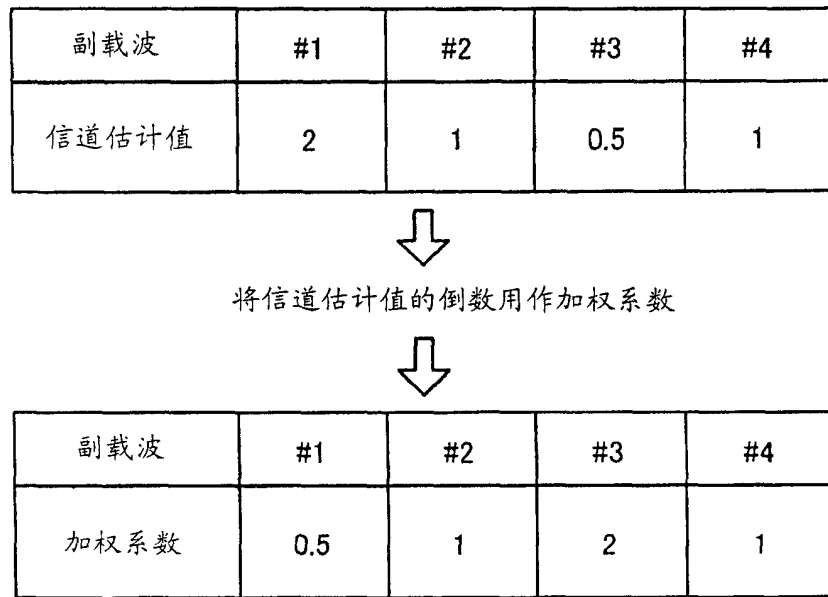 副载波 #1 #2 #3 #4
信道估计值 2 1 0.5 1
将信道估计值的倒数用作加权系数
副载波 #1 #2 #3 #4
加权系数 0.5 1 2 1